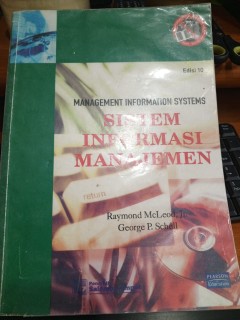 Edisi 10
MANAGEMENT INFORMATION SYSTEMS
SISTEM
INFORMASI
MANAJEMEN
Raymond McLeod, Jr.
George P. Schell
PEARSON